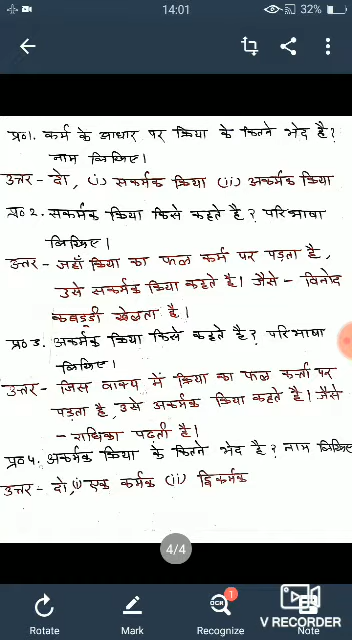 14:01
32%
प्र०1. कर्म के आधार पर क्रिया के कितने भेद है?
नाम लिखिए।
उत्तर - दो, (i) सकर्मक क्रिया (ii) अकर्मक क्रिया
प्र०2. सकर्मक क्रिया किसे कहते है? परिभाषा
लिखिए।
उत्तर - जहाँ क्रिया का फल कर्म पर पड़ता है,
उसे सकर्मक क्रिया कहते है। जैसे - विनोद
कबड्डी खेलता है।
प्र०3. अकर्मक क्रिया किसे कहते है? परिभाषा
लिखिए।
उत्तर - जिस वाक्य में क्रिया का फल कर्त्ता पर
पड़ता है, उसे अकर्मक क्रिया कहते है। जैसे
- राधिका पढ़ती है।
प्र०4. अकर्मक क्रिया के कितने भेद है? नाम लिखिए
उत्तर - दो, (i) एक कर्मक (ii) द्विकर्मक
4/4
OCR
1
Rotate
Mark
Recognize
Note
V RECORDER